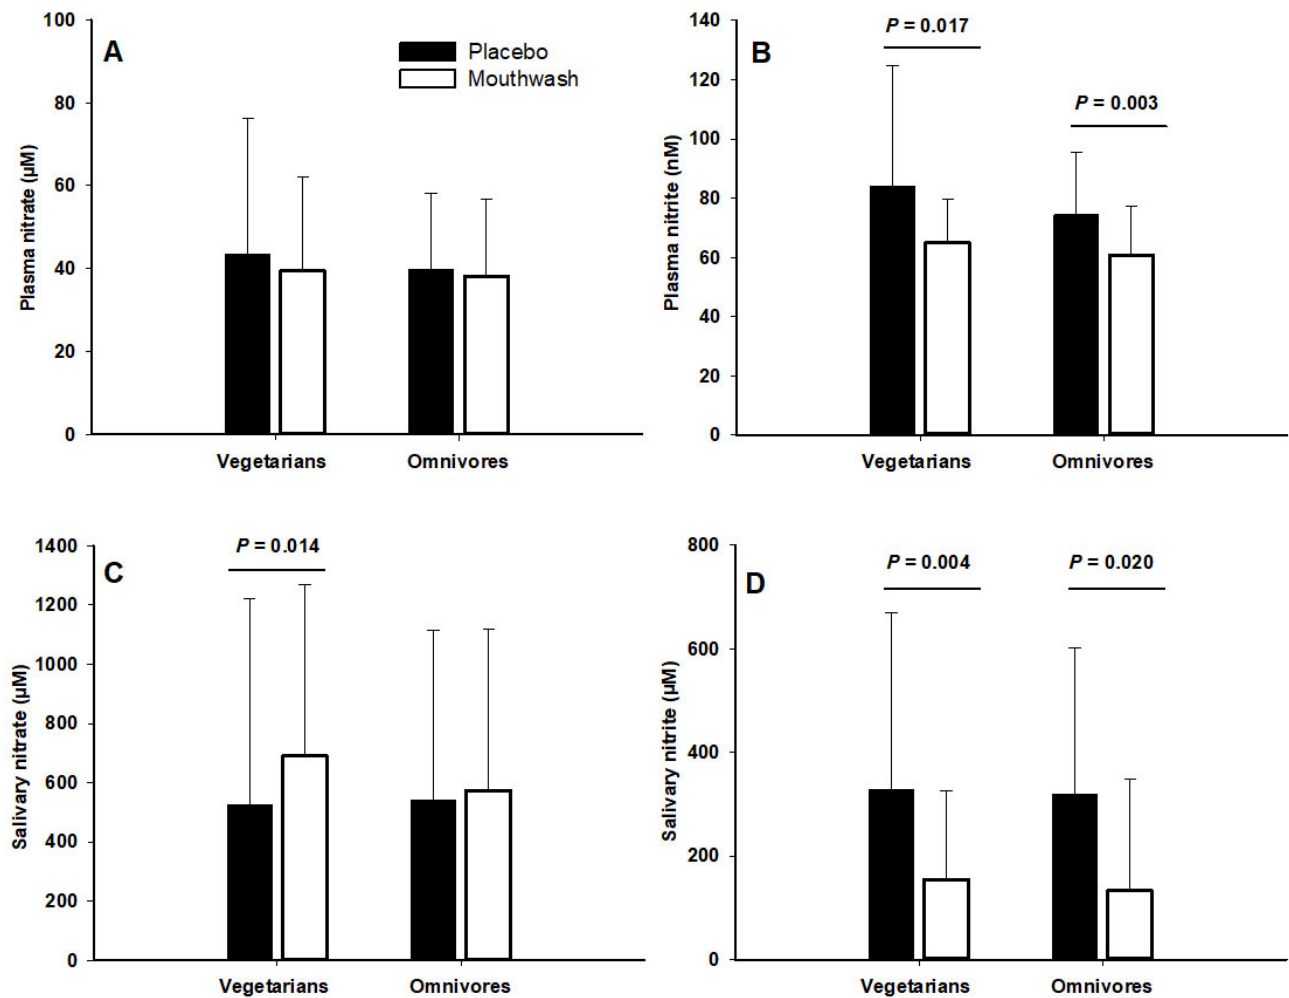 A
Placebo
Mouthwash
Plasma nitrate (µM)
100
80
60
40
20
0
Vegetarians
Omnivores
B
P = 0.017
P = 0.003
Plasma nitrite (nM)
140
120
100
80
60
40
20
0
Vegetarians
Omnivores
C
P = 0.014
Salivary nitrate (µM)
1400
1200
1000
800
600
400
200
0
Vegetarians
Omnivores
D
P = 0.004
P = 0.020
Salivary nitrite (µM)
800
600
400
200
0
Vegetarians
Omnivores